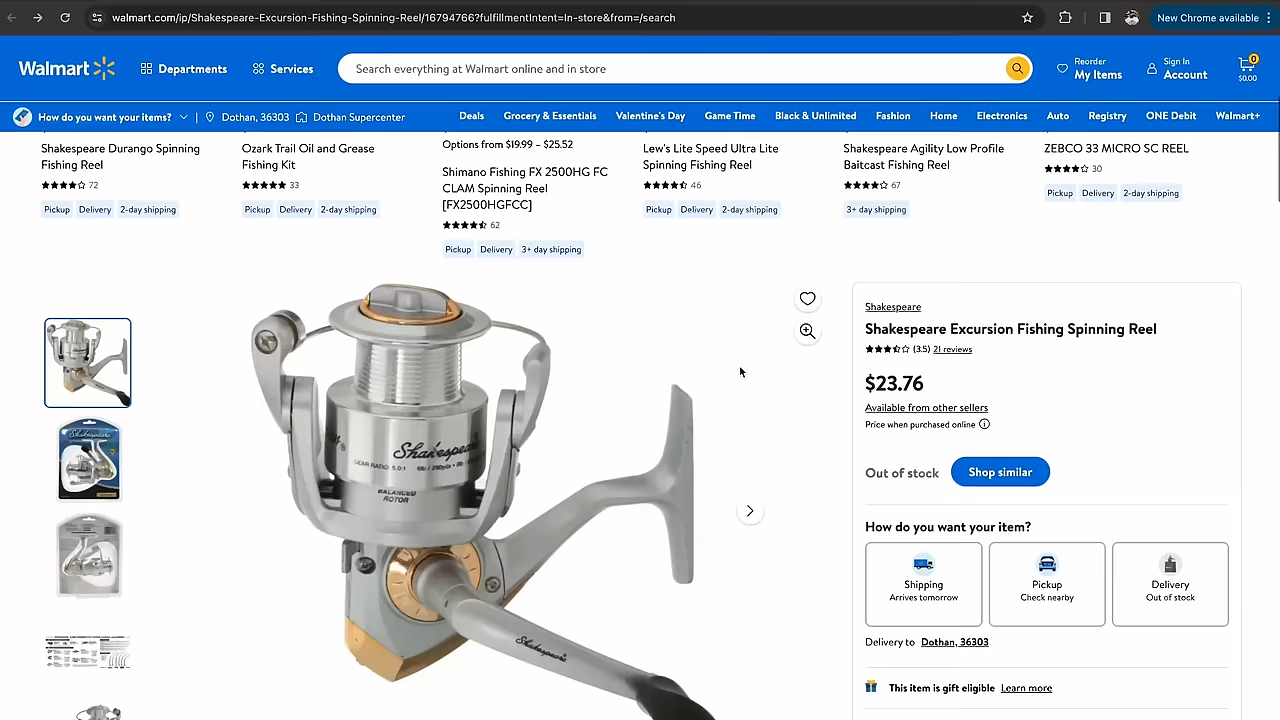 walmart.com/ip/Shakespeare-Excursion-Fishing-Spinning-Reel/16794766?fulfillmentIntent=In-store&from=/search
New Chrome available
Walmart
Departments
Services
Search everything at Walmart online and in store
Reorder
My Items
Sign In
Account
0
$0.00
How do you want your items?
Dothan, 36303
Dothan Supercenter
Deals
Grocery & Essentials
Valentine's Day
Game Time
Black & Unlimited
Fashion
Home
Electronics
Auto
Registry
ONE Debit
Walmart+
Shakespeare Durango Spinning
Fishing Reel
72
Pickup
Delivery
2-day shipping
Ozark Trail Oil and Grease
Fishing Kit
33
Pickup
Delivery
2-day shipping
Options from $19.99 – $25.52
Shimano Fishing FX 2500HG FC
CLAM Spinning Reel
[FX2500HGFCC]
62
Pickup
Delivery
3+ day shipping
Lew's Lite Speed Ultra Lite
Spinning Fishing Reel
46
Pickup
Delivery
2-day shipping
Shakespeare Agility Low Profile
Baitcast Fishing Reel
67
3+ day shipping
ZEBCO 33 MICRO SC REEL
30
Pickup
Delivery
2-day shipping
Shakespeare
GEAR RATIO: 5.0:1
BALANCED
ROTOR
Shakespeare
Shakespeare
Shakespeare Excursion Fishing Spinning Reel
(3.5) 21 reviews
$23.76
Available from other sellers
Price when purchased online
Out of stock
Shop similar
How do you want your item?
Shipping
Arrives tomorrow
Pickup
Check nearby
Delivery
Out of stock
Delivery to Dothan, 36303
This item is gift eligible Learn more